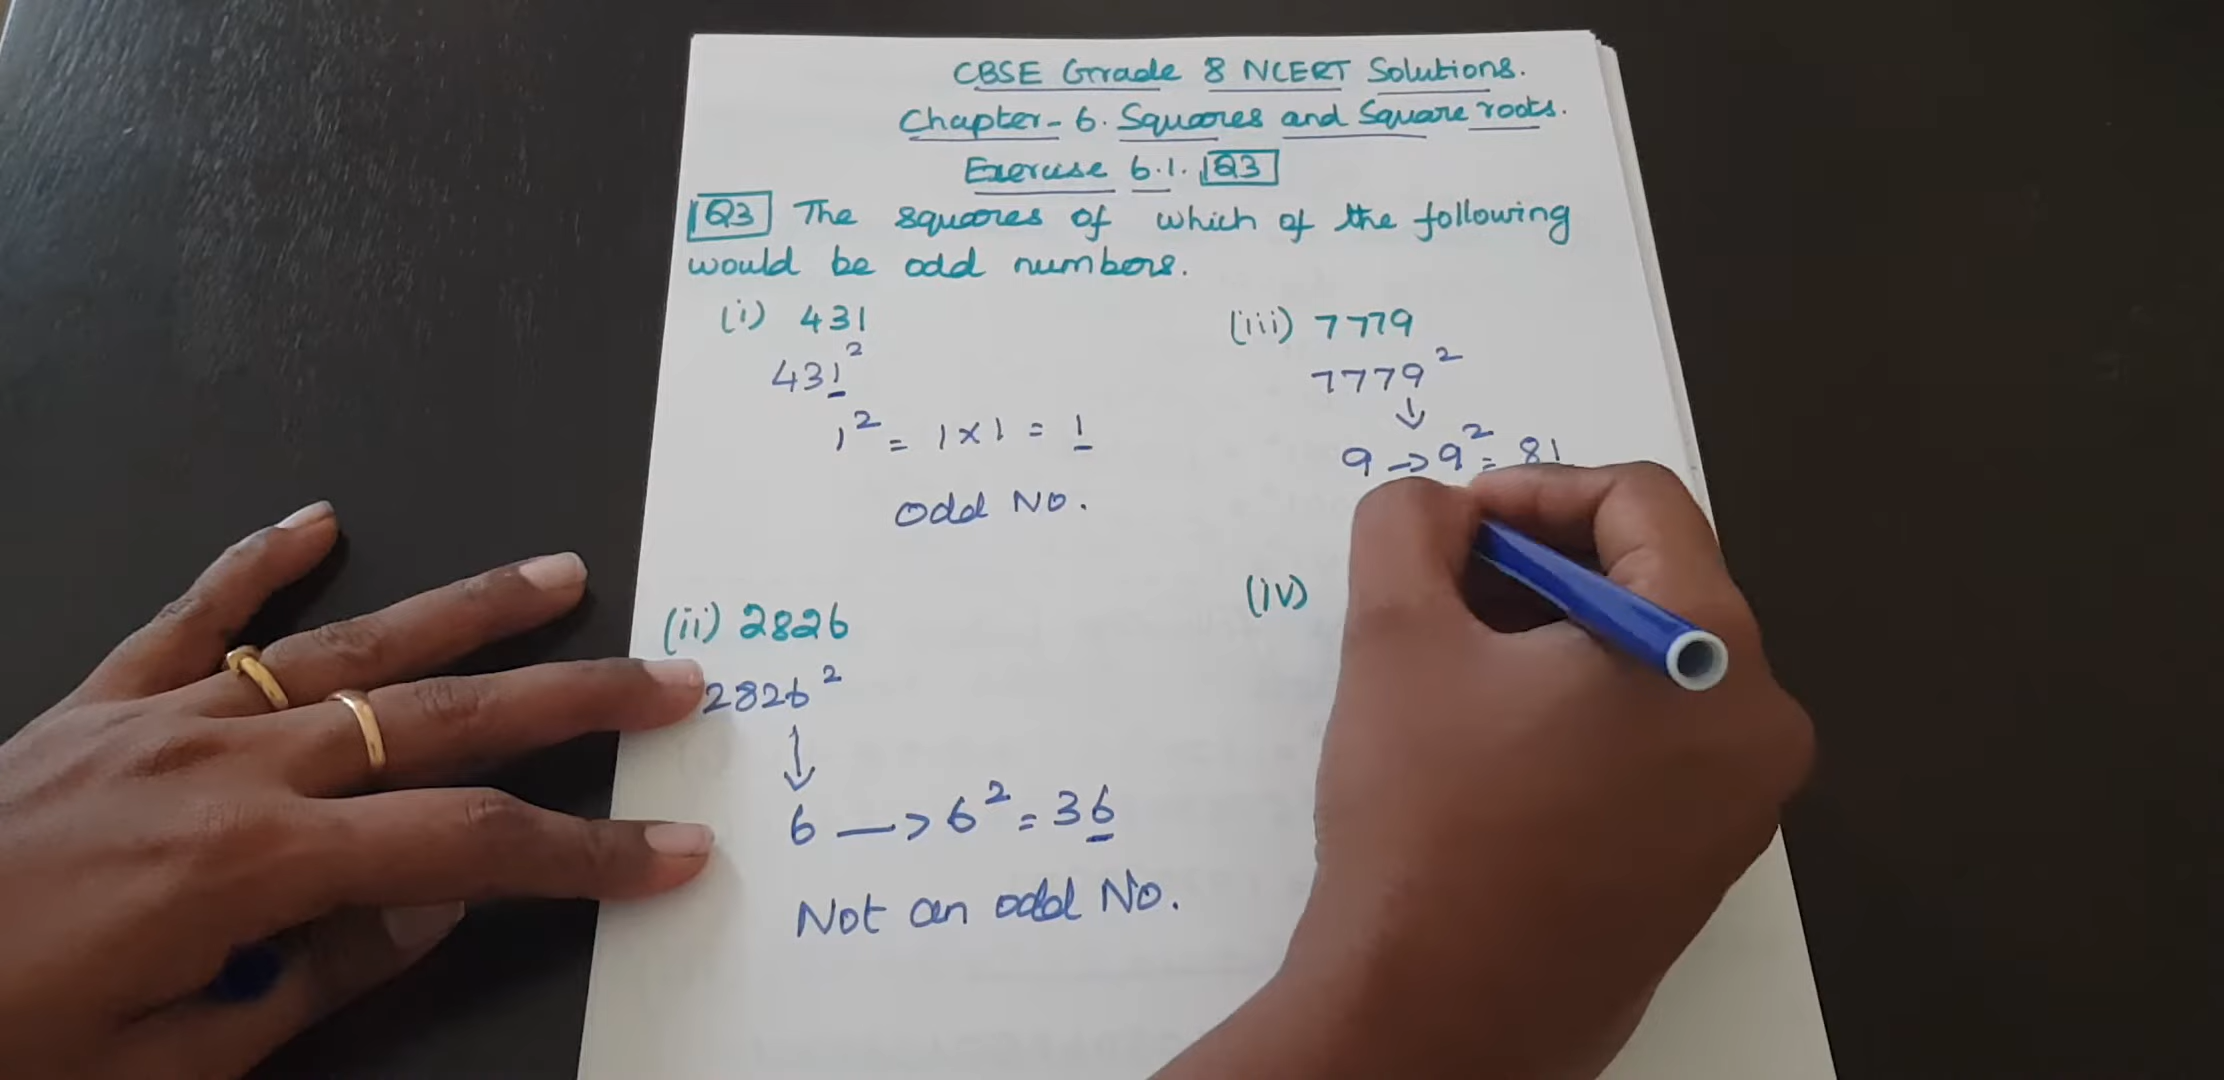 CBSE Grade 8 NCERT Solutions.
Chapter - 6. Squares and Square roots.
Exercise 6.1. Q3
Q3 The squares of which of the following
would be odd numbers.
(i) 431
431²
1² = 1 × 1 = 1
Odd No.
(ii) 2826
2826²
↓
6 —> 6² = 36
Not an odd No.
(iii) 7779
7779²
↓
9 -> 9² = 81
(iv)